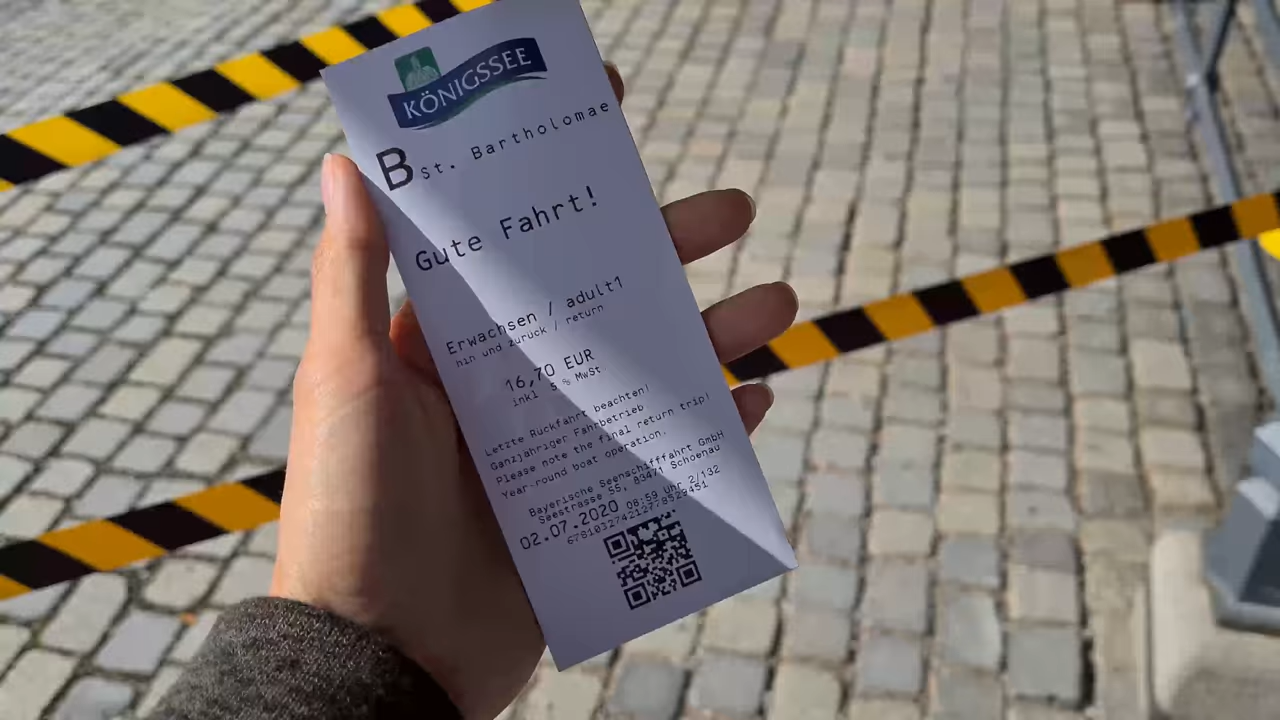 KÖNIGSSEE
B St. Bartholomae
Gute Fahrt!
Erwachsen / adult1
hin und zurück / return
16,70 EUR
inkl 5 % MwSt
Letzte Rückfahrt beachten!
Ganzjähriger Fahrbetrieb
Please note the final return trip!
Year-round boat operation.
Bayerische Seenschifffahrt GmbH
Seestrasse 55, 83471 Schoenau
02.07.2020 08:59 Uhr 2/132